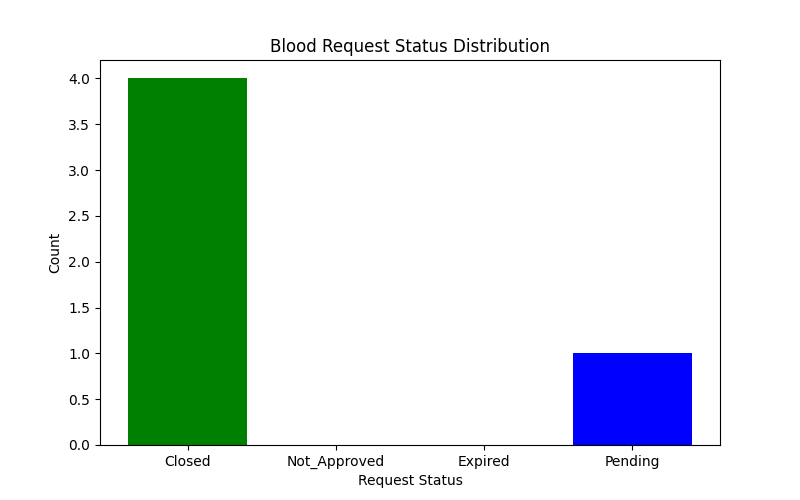 Blood Request Status Distribution
4.0
3.5
3.0
2.5
2.0
1.5
1.0
0.5
0.0
Count
Closed Not_Approved Expired Pending
Request Status